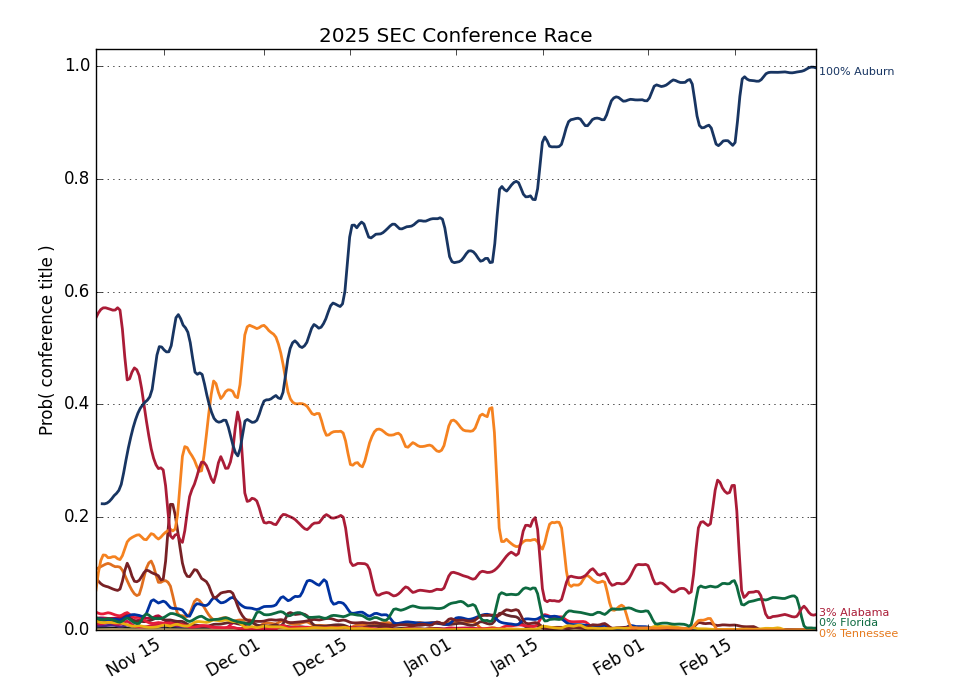 2025 SEC Conference Race
Prob( conference title )
1.0
0.8
0.6
0.4
0.2
0.0
Nov 15
Dec 01
Dec 15
Jan 01
Jan 15
Feb 01
Feb 15
100% Auburn
3% Alabama
0% Florida
0% Tennessee